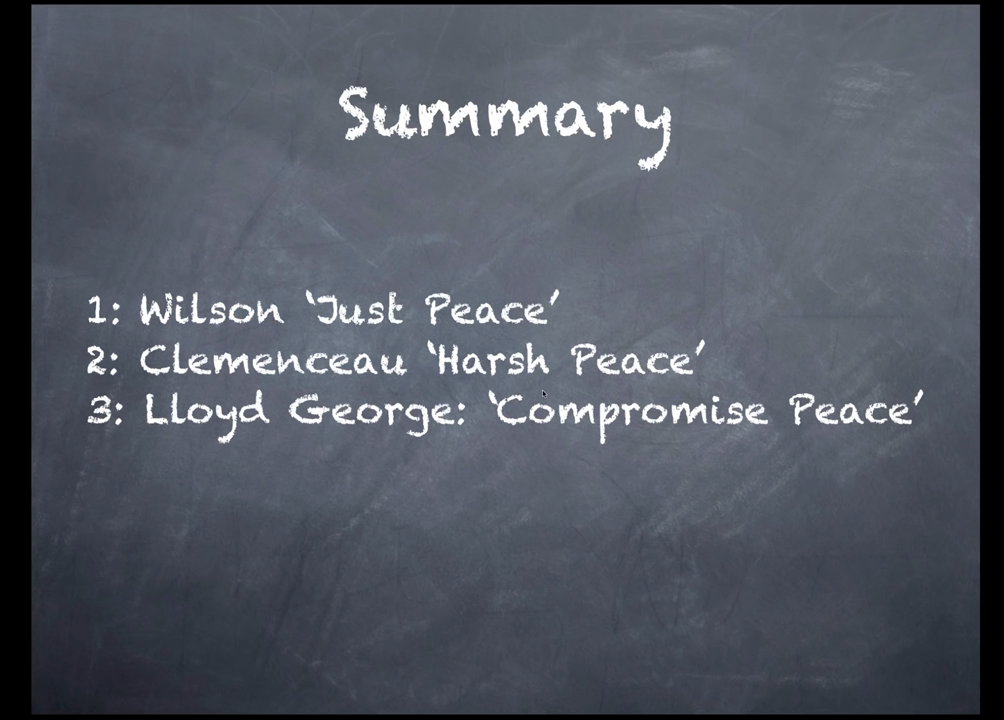 Summary
1: Wilson ‘Just Peace’
2: Clemenceau ‘Harsh Peace’
3: Lloyd George: ‘Compromise Peace’